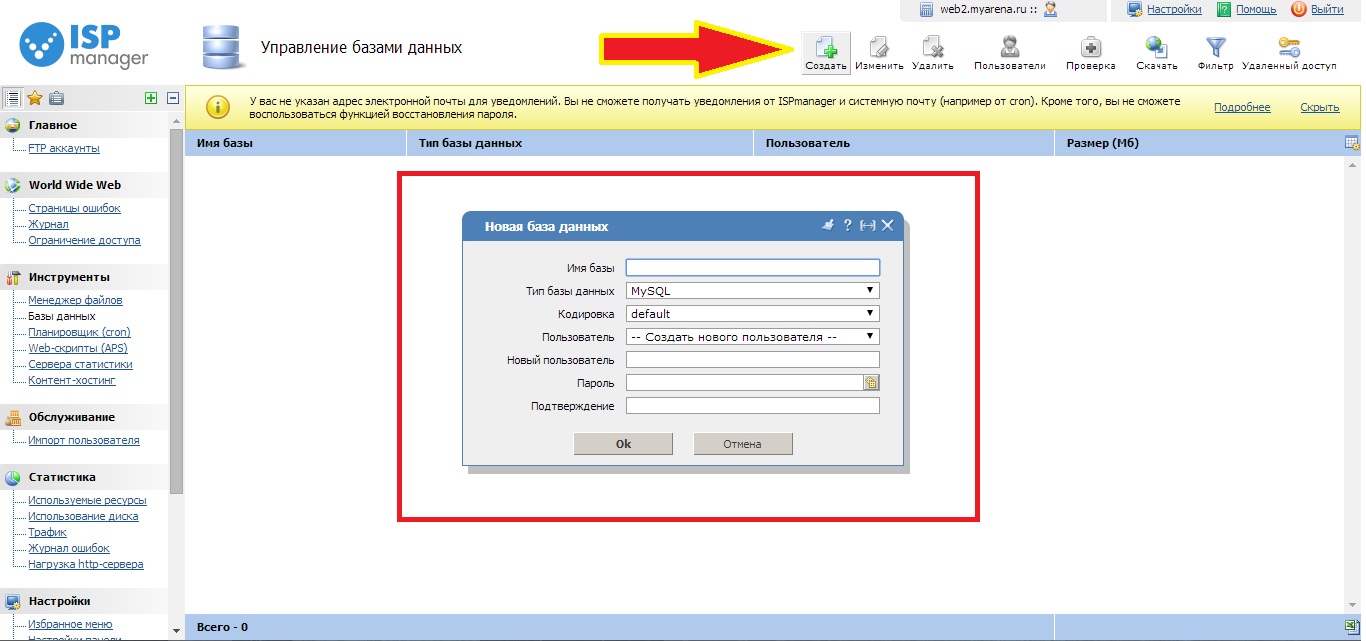 web2.myarena.ru ::
Настройки
Помощь
Выйти
ISP
manager
Управление базами данных
Создать
Изменить
Удалить
Пользователи
Проверка
Скачать
Фильтр
Удаленный доступ
У вас не указан адрес электронной почты для уведомлений. Вы не сможете получать уведомления от ISPmanager и системную почту (например от cron). Кроме того, вы не сможете
воспользоваться функцией восстановления пароля.
Подробнее
Скрыть
Главное
FTP аккаунты
World Wide Web
Страницы ошибок
Журнал
Ограничение доступа
Инструменты
Менеджер файлов
Базы данных
Планировщик (cron)
Web-скрипты (APS)
Сервера статистики
Контент-хостинг
Обслуживание
Импорт пользователя
Статистика
Используемые ресурсы
Использование диска
Трафик
Журнал ошибок
Нагрузка http-сервера
Настройки
Избранное меню
Настройки панели
Имя базы
Тип базы данных
Пользователь
Размер (Мб)
Новая база данных
?
Имя базы
Тип базы данных MySQL
Кодировка default
Пользователь -- Создать нового пользователя --
Новый пользователь
Пароль
Подтверждение
Ok
Отмена
Всего - 0